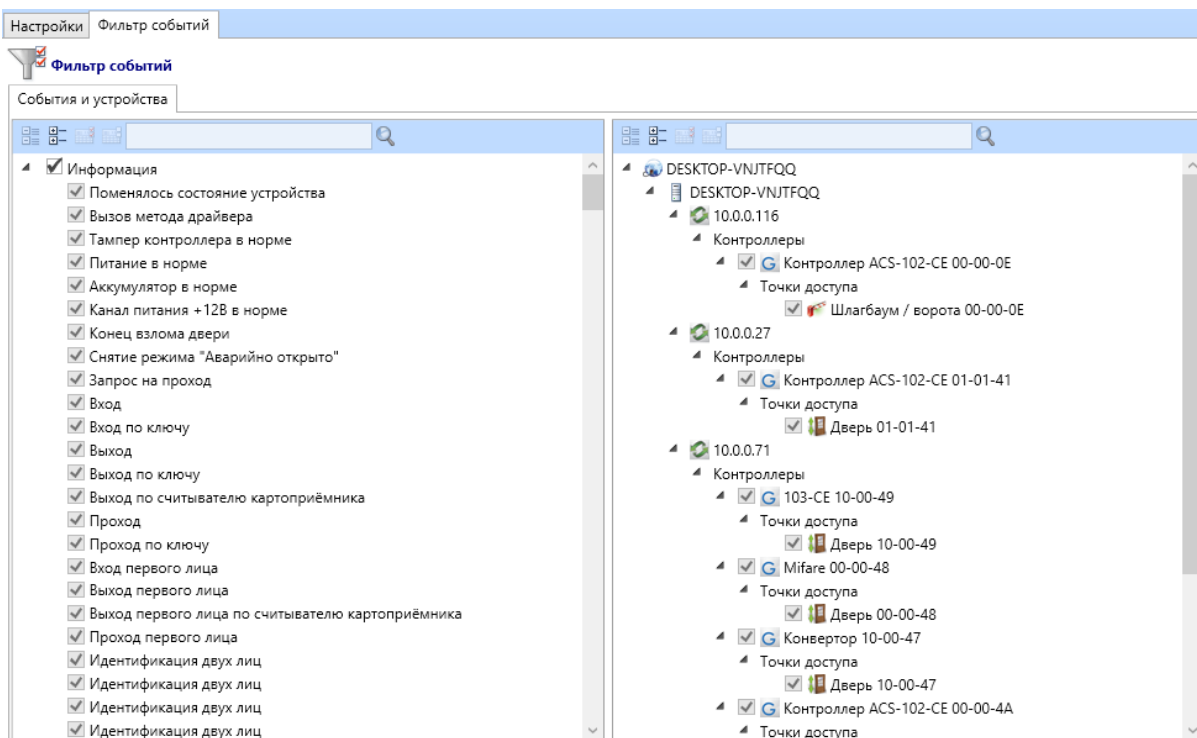 Настройки Фильтр событий
Фильтр событий
События и устройства
Информация
Поменялось состояние устройства
Вызов метода драйвера
Тампер контроллера в норме
Питание в норме
Аккумулятор в норме
Канал питания +12В в норме
Конец взлома двери
Снятие режима "Аварийно открыто"
Запрос на проход
Вход
Вход по ключу
Выход
Выход по ключу
Выход по считывателю картоприёмника
Проход
Проход по ключу
Вход первого лица
Выход первого лица
Выход первого лица по считывателю картоприёмника
Проход первого лица
Идентификация двух лиц
Идентификация двух лиц
Идентификация двух лиц
Идентификация двух лиц
DESKTOP-VNJTFQQ
DESKTOP-VNJTFQQ
10.0.0.116
Контроллеры
Контроллер ACS-102-CE 00-00-0E
Точки доступа
Шлагбаум / ворота 00-00-0E
10.0.0.27
Контроллеры
Контроллер ACS-102-CE 01-01-41
Точки доступа
Дверь 01-01-41
10.0.0.71
Контроллеры
103-CE 10-00-49
Точки доступа
Дверь 10-00-49
Mifare 00-00-48
Точки доступа
Дверь 00-00-48
Конвертор 10-00-47
Точки доступа
Дверь 10-00-47
Контроллер ACS-102-CE 00-00-4A
Точки доступа